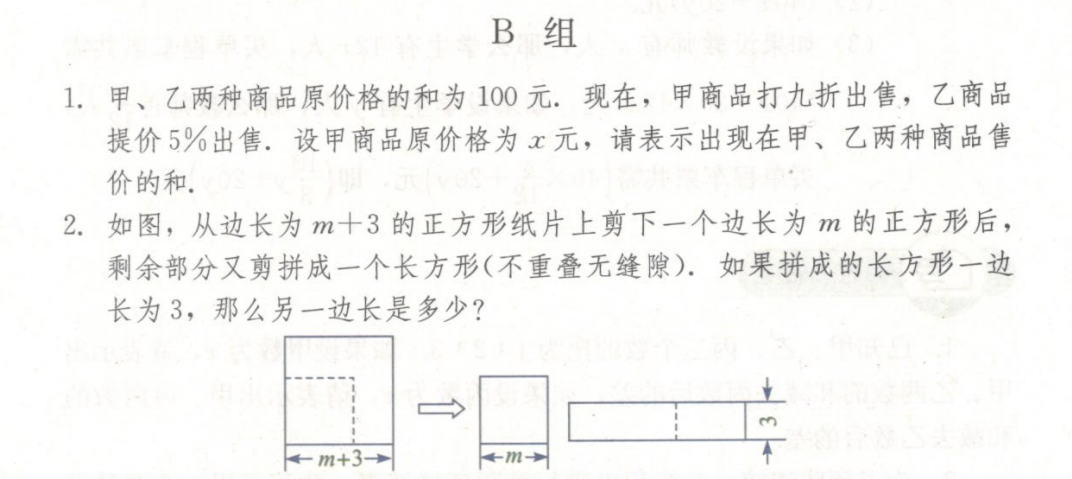 B 组
1. 甲、乙两种商品原价格的和为 100 元. 现在，甲商品打九折出售，乙商品
提价 5%出售. 设甲商品原价格为 x 元，请表示出现在甲、乙两种商品售
价的和.
2. 如图，从边长为 m+3 的正方形纸片上剪下一个边长为 m 的正方形后，
剩余部分又剪拼成一个长方形(不重叠无缝隙). 如果拼成的长方形一边
长为 3，那么另一边长是多少?
m+3
m
3